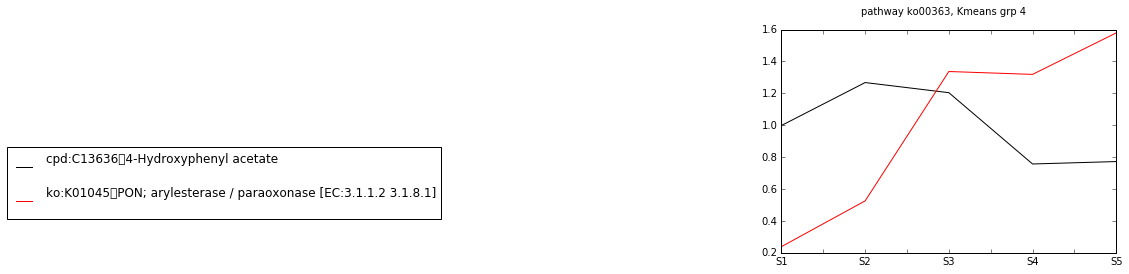 pathway ko00363, Kmeans grp 4
1.6
1.4
1.2
1.0
0.8
0.6
0.4
0.2
S1 S2 S3 S4 S5
cpd:C13636▯4-Hydroxyphenyl acetate
ko:K01045▯PON; arylesterase / paraoxonase [EC:3.1.1.2 3.1.8.1]